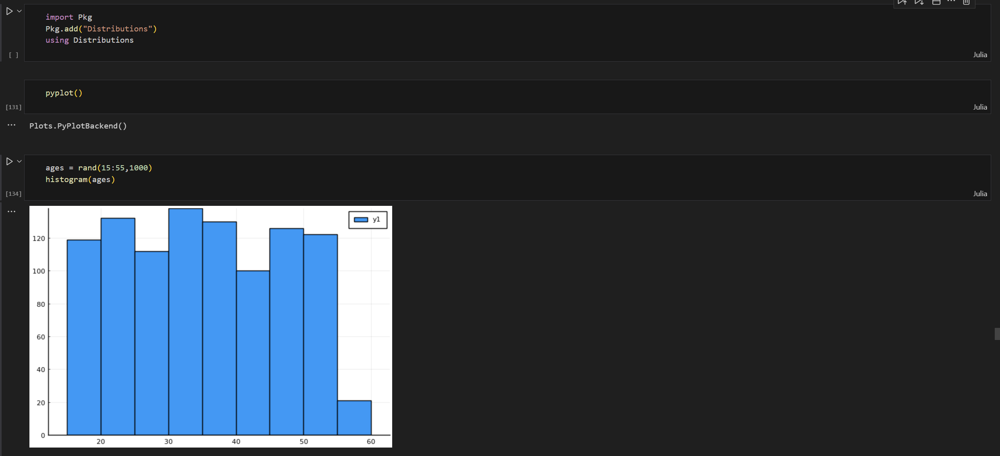 import Pkg
Pkg.add("Distributions")
using Distributions
[ ]
Julia
pyplot()
[131]
Julia
Plots.PyPlotBackend()
ages = rand(15:55,1000)
histogram(ages)
[134]
Julia
y1
120
100
80
60
40
20
0
20 30 40 50 60